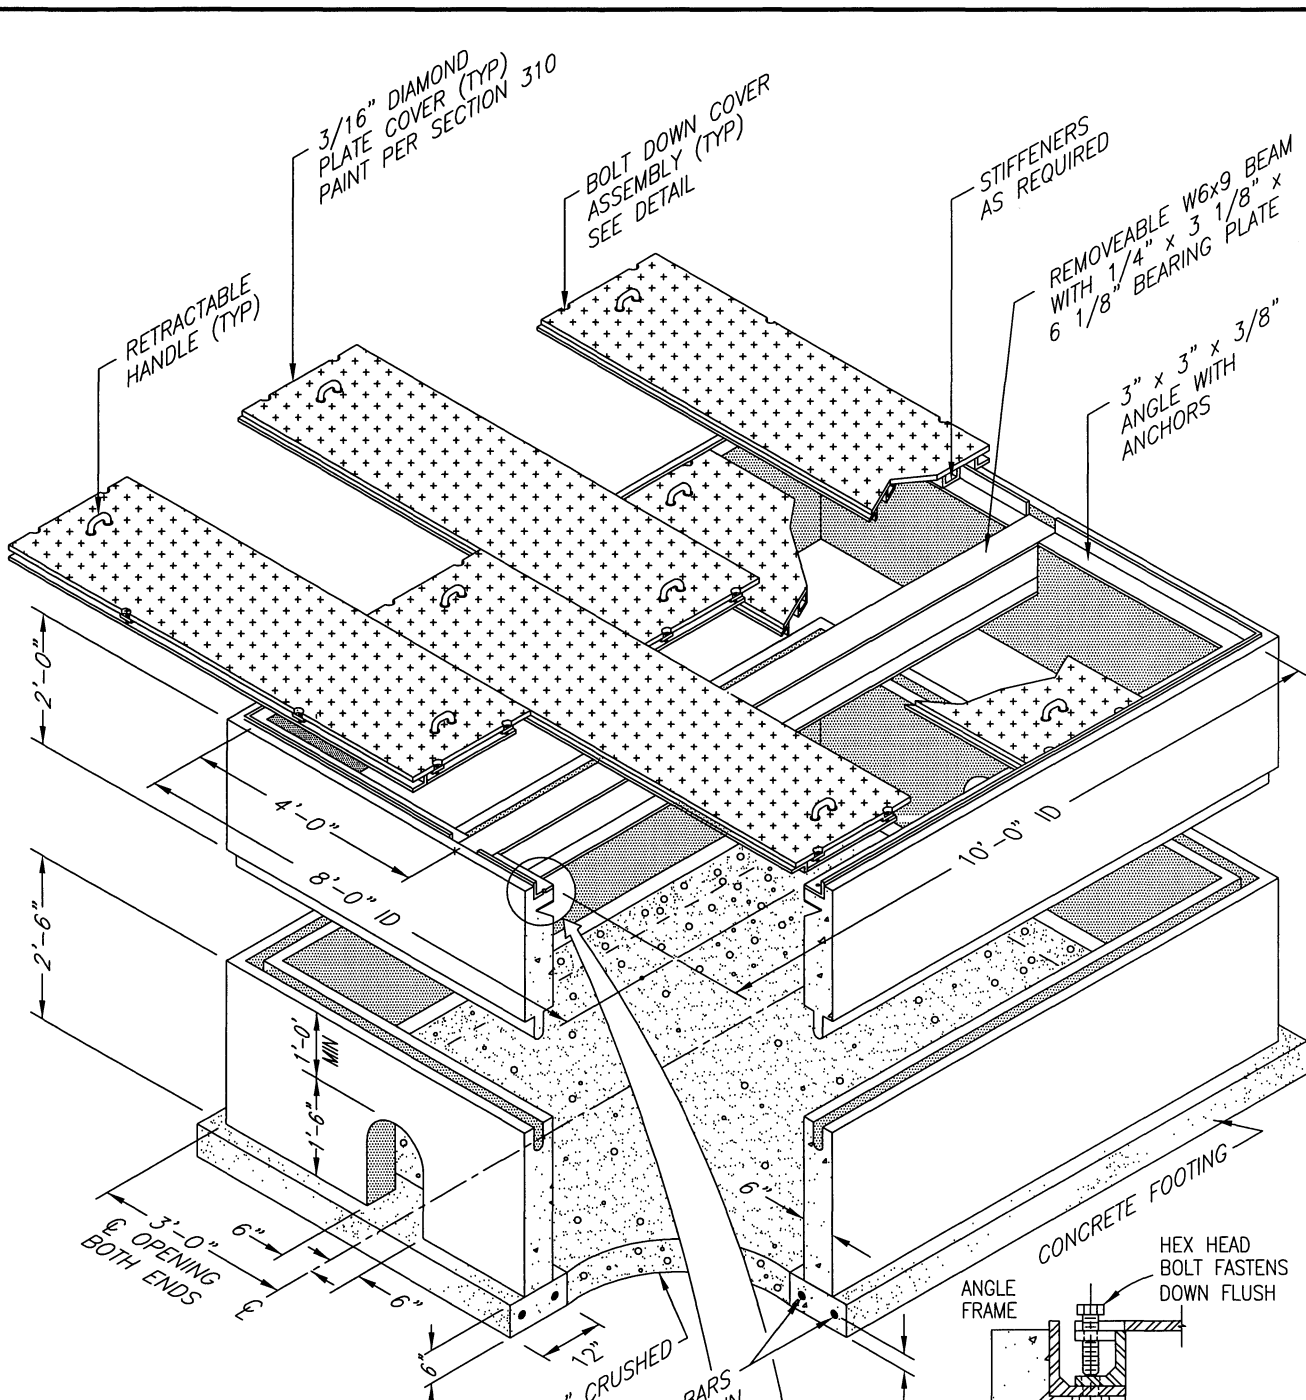 3/16" DIAMOND
PLATE COVER (TYP)
PAINT PER SECTION 310
BOLT DOWN COVER
ASSEMBLY (TYP)
SEE DETAIL
STIFFENERS
AS REQUIRED
REMOVEABLE W6x9 BEAM
WITH 1/4" x 3 1/8" x
6 1/8" BEARING PLATE
3" x 3" x 3/8"
ANGLE WITH
ANCHORS
RETRACTABLE
HANDLE (TYP)
2'-0"
4'-0"
8'-0" ID
10'-0" ID
2'-6"
1'-0"
MIN
1'-6"
3'-0"
℄ OPENING
BOTH ENDS
6"
℄
6"
6"
12"
6"
" CRUSHED
BARS
CONCRETE FOOTING
ANGLE
FRAME
HEX HEAD
BOLT FASTENS
DOWN FLUSH